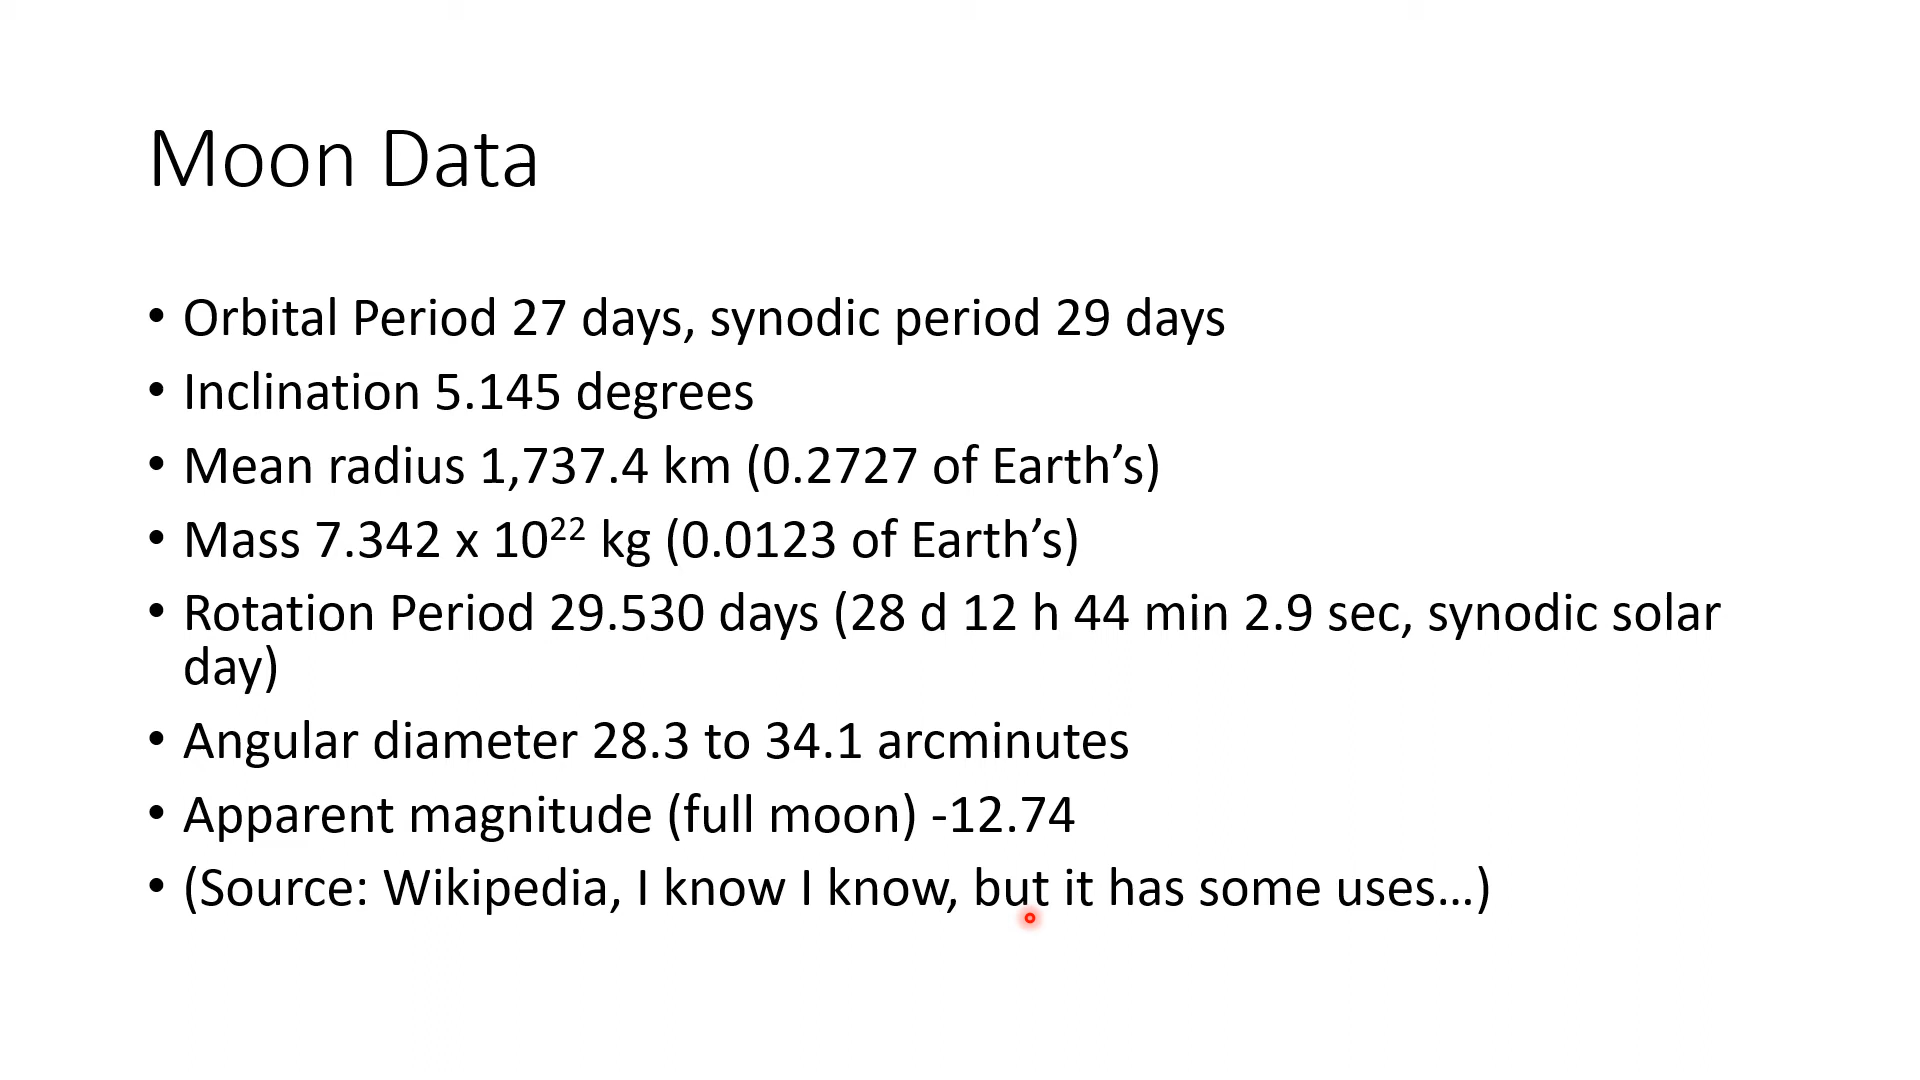 Moon Data
• Orbital Period 27 days, synodic period 29 days
• Inclination 5.145 degrees
• Mean radius 1,737.4 km (0.2727 of Earth’s)
• Mass 7.342 x 10²² kg (0.0123 of Earth’s)
• Rotation Period 29.530 days (28 d 12 h 44 min 2.9 sec, synodic solar
day)
• Angular diameter 28.3 to 34.1 arcminutes
• Apparent magnitude (full moon) -12.74
• (Source: Wikipedia, I know I know, but it has some uses…)